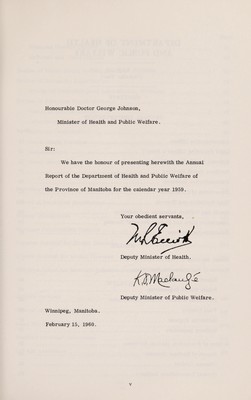 Honourable Doctor George Johnson,
Minister of Health and Public Welfare.
Sir:
We have the honour of presenting herewith the Annual
Report of the Department of Health and Public Welfare of
the Province of Manitoba for the calendar year 1959.
Your obedient servants,
Deputy Minister of Health.
Deputy Minister of Public Welfare.
Winnipeg, Manitoba.
February 15, 1960.
v